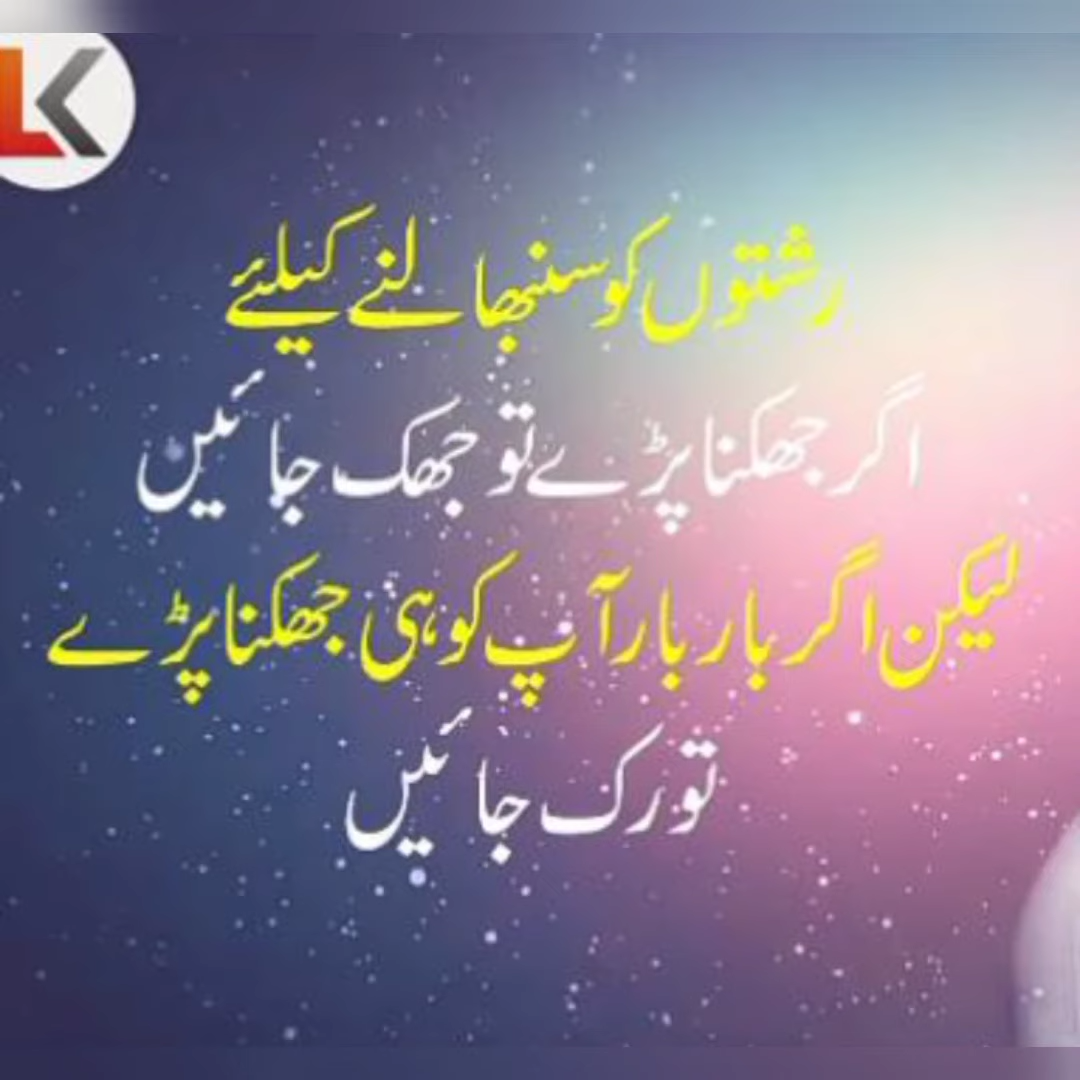 LK
رشتوں کو سنبھالنے کیلئے
اگر جھکنا پڑے تو جھک جائیں
لیکن اگر بار بار آپ کو ہی جھکنا پڑے
تو رک جائیں